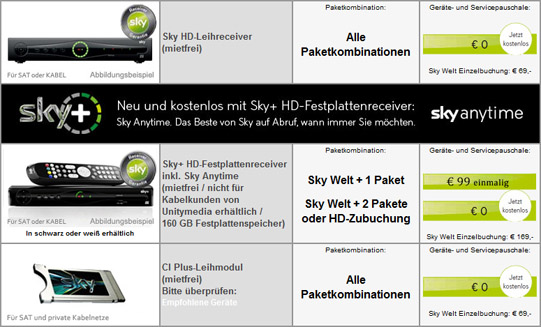 Receiver Garantie
sky
Für SAT oder KABEL
Abbildungsbeispiel
Sky HD-Leihreceiver
(mietfrei)
Paketkombination:
Alle
Paketkombinationen
Geräte- und Servicepauschale:
€ 0
Jetzt
kostenlos
Sky Welt Einzelbuchung: € 69,-
sky+
Neu und kostenlos mit Sky+ HD-Festplattenreceiver:
Sky Anytime. Das Beste von Sky auf Abruf, wann immer Sie möchten.
sky anytime
sky
Für SAT oder KABEL
Abbildungsbeispiel
In schwarz oder weiß erhältlich
Sky+ HD-Festplattenreceiver
inkl. Sky Anytime
(mietfrei / nicht für
Kabelkunden von
Unitymedia erhältlich /
160 GB Festplattenspeicher)
Paketkombination:
Sky Welt + 1 Paket
Sky Welt + 2 Pakete
oder HD-Zubuchung
Geräte- und Servicepauschale:
€ 99 einmalig
€ 0
Jetzt
kostenlos
Sky Welt Einzelbuchung: € 169,-
Für SAT und private Kabelnetze
CI Plus-Leihmodul
(mietfrei)
Bitte überprüfen:
Empfohlene Geräte
Paketkombination:
Alle
Paketkombinationen
Geräte- und Servicepauschale:
€ 0
Jetzt
kostenlos
Sky Welt Einzelbuchung: € 69,-